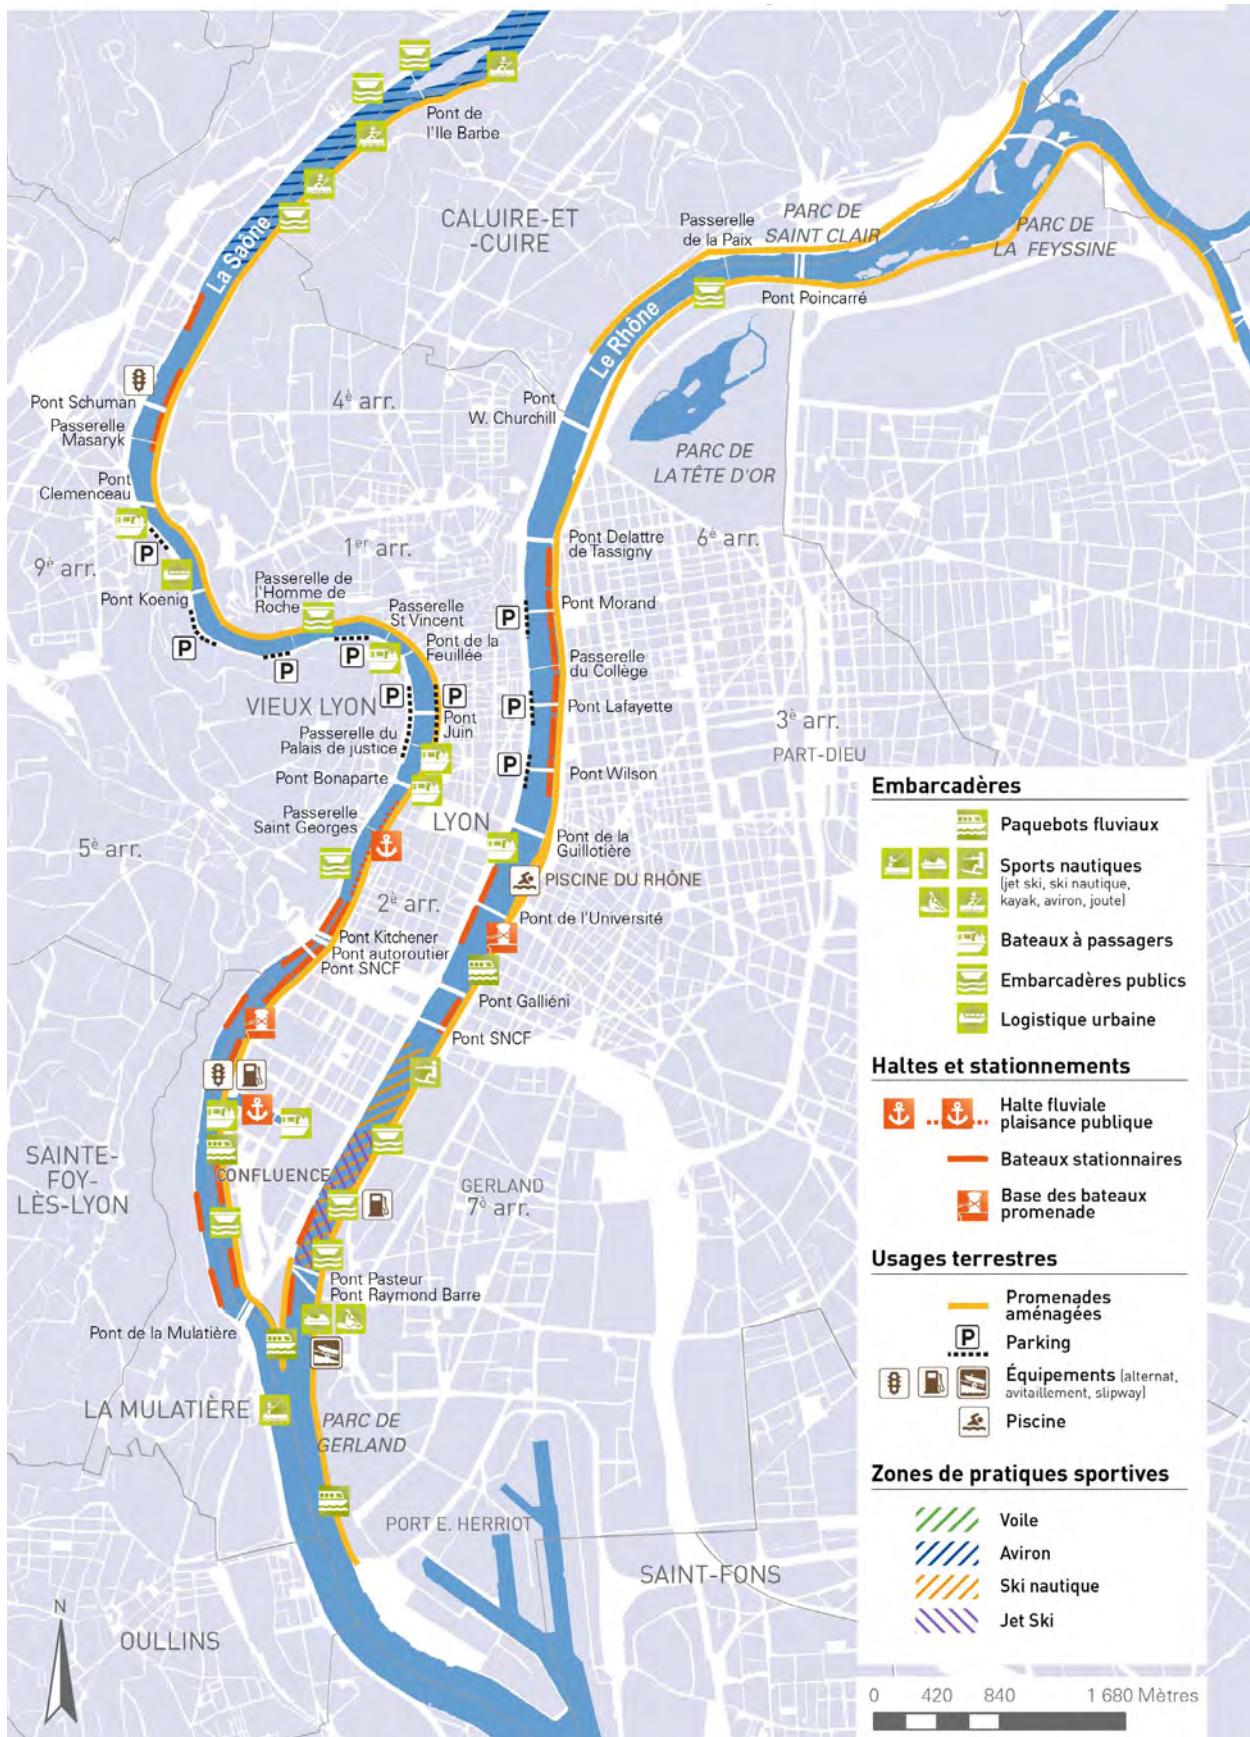 Pont de
l'Ile Barbe
La Saône
CALUIRE-ET
-CUIRE
Passerelle
de la Paix
PARC DE
SAINT CLAIR
PARC DE
LA FEYSSINE
Pont Poincarré
Le Rhône
Pont Schuman
Passerelle
Masaryk
4è arr.
Pont
W. Churchill
PARC DE
LA TÊTE D'OR
Pont
Clemenceau
P
9è arr.
1er arr.
Pont Delattre
de Tassigny
6è arr.
Pont Koenig
Passerelle de
l'Homme de
Roche
Passerelle
St Vincent
Pont de la
Feuillée
P
P
P
P
Pont Morand
Passerelle
du Collège
VIEUX LYON
P
P
Pont
Juin
P
Pont Lafayette
3è arr.
PART-DIEU
Passerelle du
Palais de justice
Pont Bonaparte
P
Pont Wilson
Passerelle
Saint Georges
LYON
Pont de la
Guillotière
5è arr.
PISCINE DU RHÔNE
2è arr.
Pont de l'Université
Pont Kitchener
Pont autoroutier
Pont SNCF
Pont Galliéni
Pont SNCF
SAINTE-
FOY-
LÈS-LYON
CONFLUENCE
GERLAND
7è arr.
Pont Pasteur
Pont Raymond Barre
Pont de la Mulatière
LA MULATIÈRE
PARC DE
GERLAND
PORT E. HERRIOT
SAINT-FONS
OULLINS
N
Embarcadères
Paquebots fluviaux
Sports nautiques
(jet ski, ski nautique,
kayak, aviron, joute)
Bateaux à passagers
Embarcadères publics
Logistique urbaine
Haltes et stationnements
Halte fluviale
plaisance publique
Bateaux stationnaires
Base des bateaux
promenade
Usages terrestres
Promenades
aménagées
P
Parking
Équipements (alternat,
avitaillement, slipway)
Piscine
Zones de pratiques sportives
Voile
Aviron
Ski nautique
Jet Ski
0 420 840 1 680 Mètres